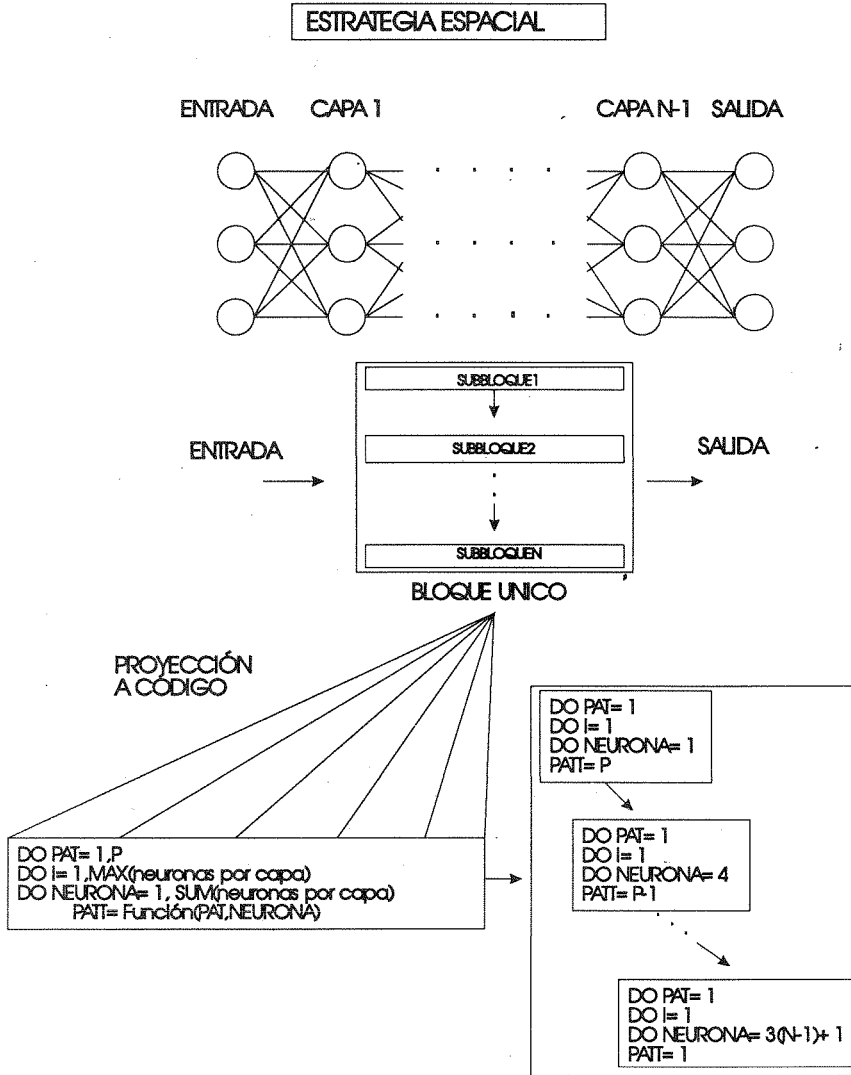 ESTRATEGIA ESPACIAL
ENTRADA CAPA 1 CAPA N-1 SALIDA
SUBBLOQUE1
ENTRADA SUBBLOQUE2 SALIDA
SUBBLOQUEN
BLOQUE UNICO
PROYECCIÓN
A CÓDIGO
DO PAT= 1,P
DO I= 1,MAX(neuronas por capa)
DO NEURONA= 1, SUM(neuronas por capa)
PATT= Función(PAT,NEURONA)
DO PAT= 1
DO I= 1
DO NEURONA= 1
PATT= P
DO PAT= 1
DO I= 1
DO NEURONA= 4
PATT= P-1
DO PAT= 1
DO I= 1
DO NEURONA= 3(N-1)+ 1
PATT= 1